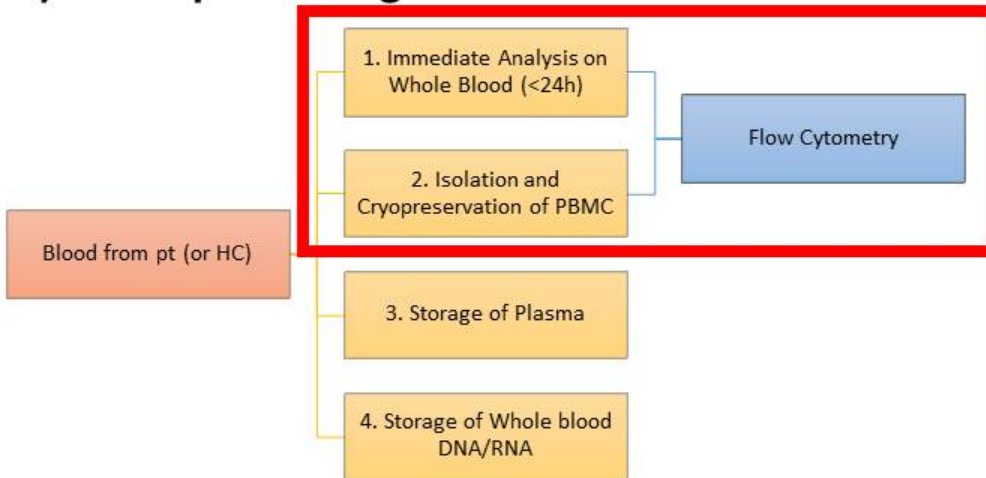 1. Immediate Analysis on
Whole Blood (<24h)
Flow Cytometry
2. Isolation and
Cryopreservation of PBMC
Blood from pt (or HC)
3. Storage of Plasma
4. Storage of Whole blood
DNA/RNA